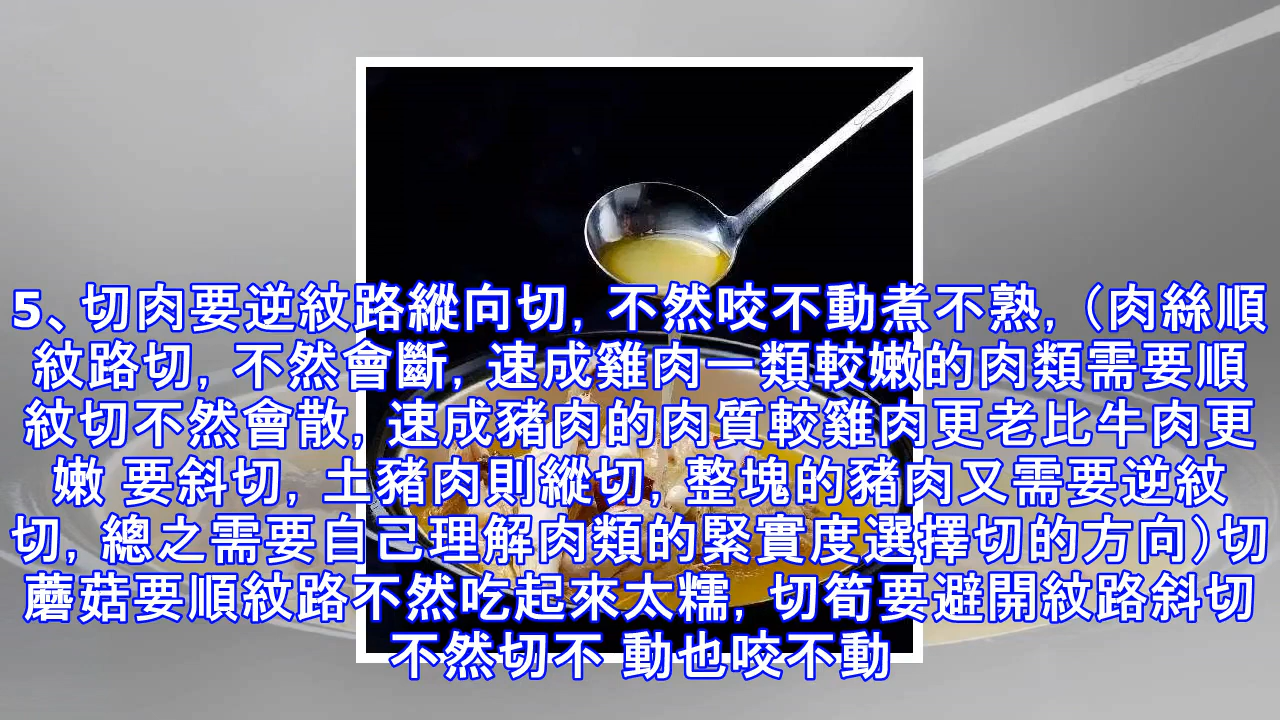 5、切肉要逆紋路縱向切, 不然咬不動煮不熟, (肉絲順
紋路切, 不然會斷, 速成雞肉一類較嫩的肉類需要順
紋切不然會散, 速成豬肉的肉質較雞肉更老比牛肉更
嫩 要斜切, 土豬肉則縱切, 整塊的豬肉又需要逆紋
切, 總之需要自己理解肉類的緊實度選擇切的方向)切
蘑菇要順紋路不然吃起來太糯, 切筍要避開紋路斜切
不然切不 動也咬不動